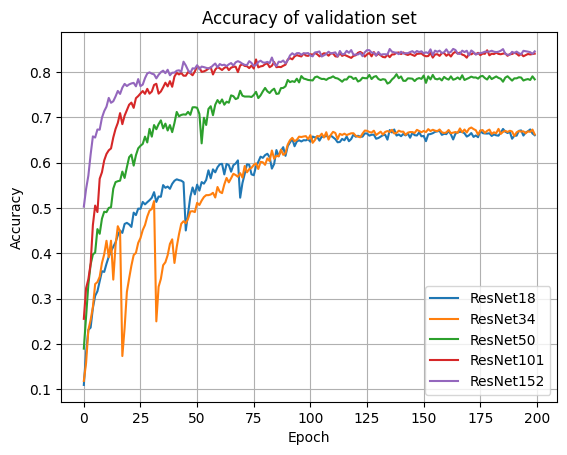 Accuracy of validation set
Accuracy
0.8
0.7
0.6
0.5
0.4
0.3
0.2
0.1
ResNet18
ResNet34
ResNet50
ResNet101
ResNet152
0 25 50 75 100 125 150 175 200
Epoch